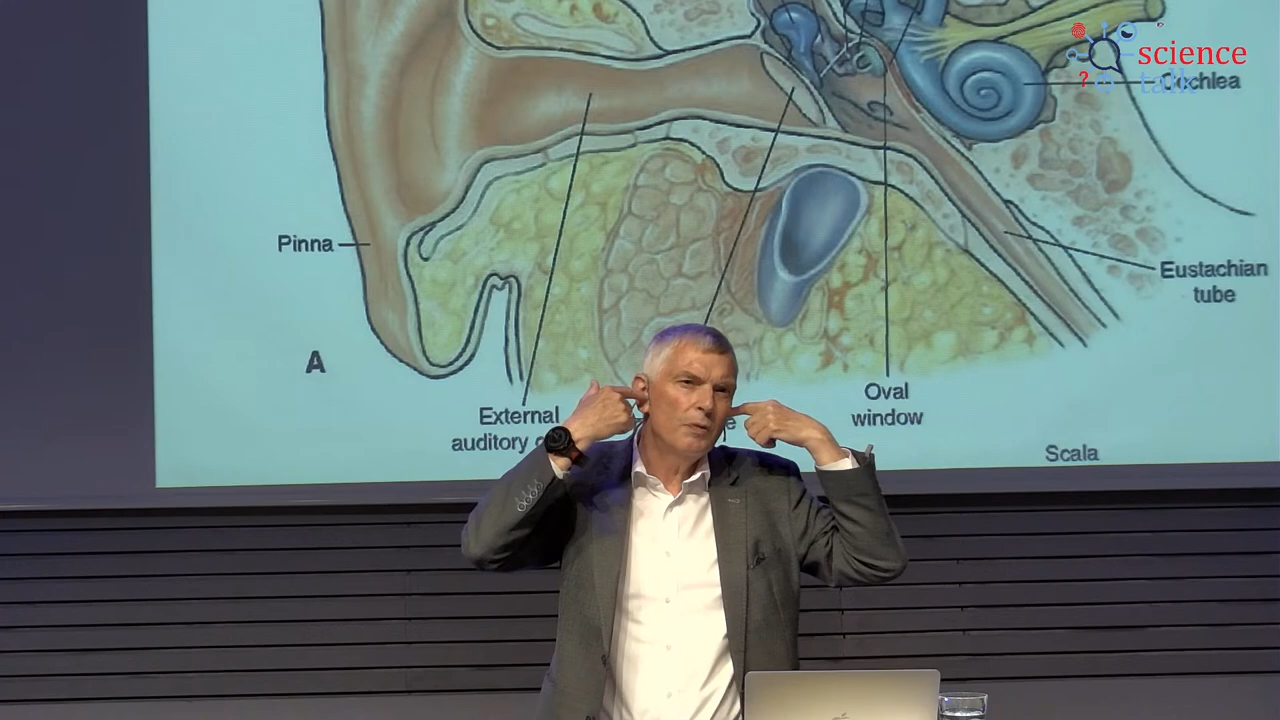 science
talk
Cochlea
Pinna
Eustachian
tube
A
Oval
window
External
auditory
Scala